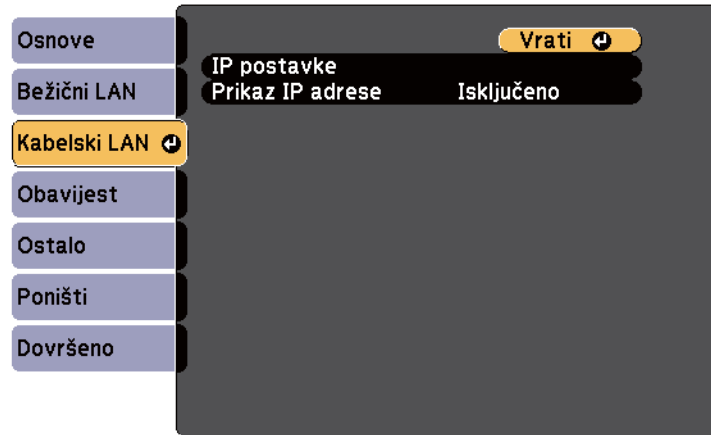 Osnove
Bežični LAN
Kabelski LAN
Obavijest
Ostalo
Poništi
Dovršeno
Vrati
IP postavke
Prikaz IP adrese Isključeno